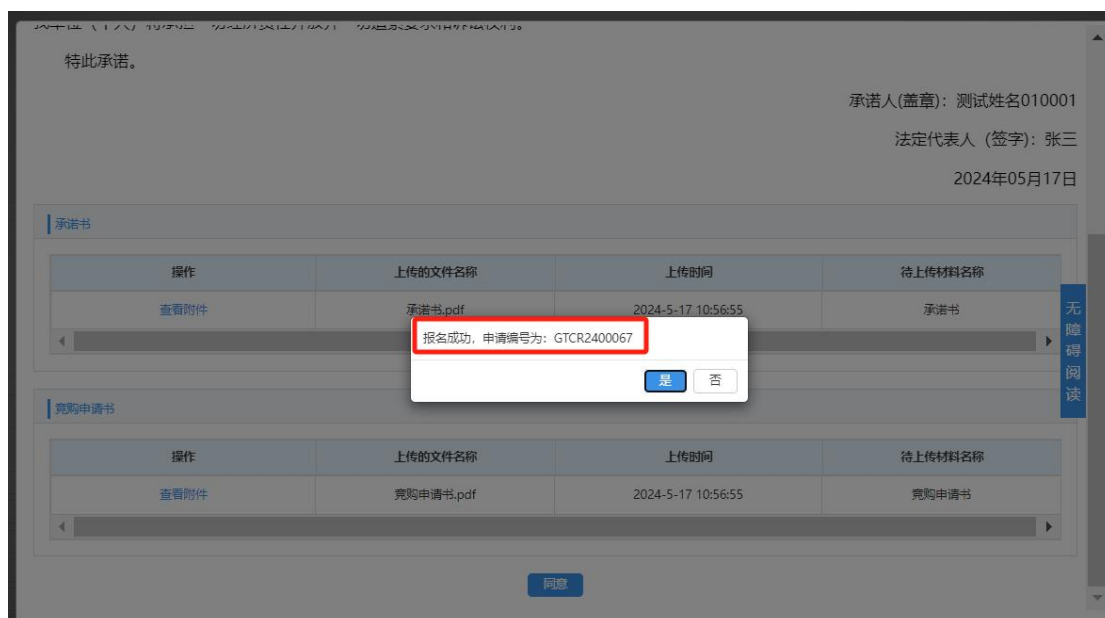 特此承诺。
承诺人(盖章)：测试姓名010001
法定代表人（签字)：张三
2024年05月17日
承诺书
操作 上传的文件名称 上传时间 待上传材料名称
查看附件 承诺书.pdf 2024-5-17 10:56:55 承诺书
报名成功，申请编号为：GTCR2400067
是 否
无障碍阅读
竞购申请书
操作 上传的文件名称 上传时间 待上传材料名称
查看附件 竞购申请书.pdf 2024-5-17 10:56:55 竞购申请书
同意